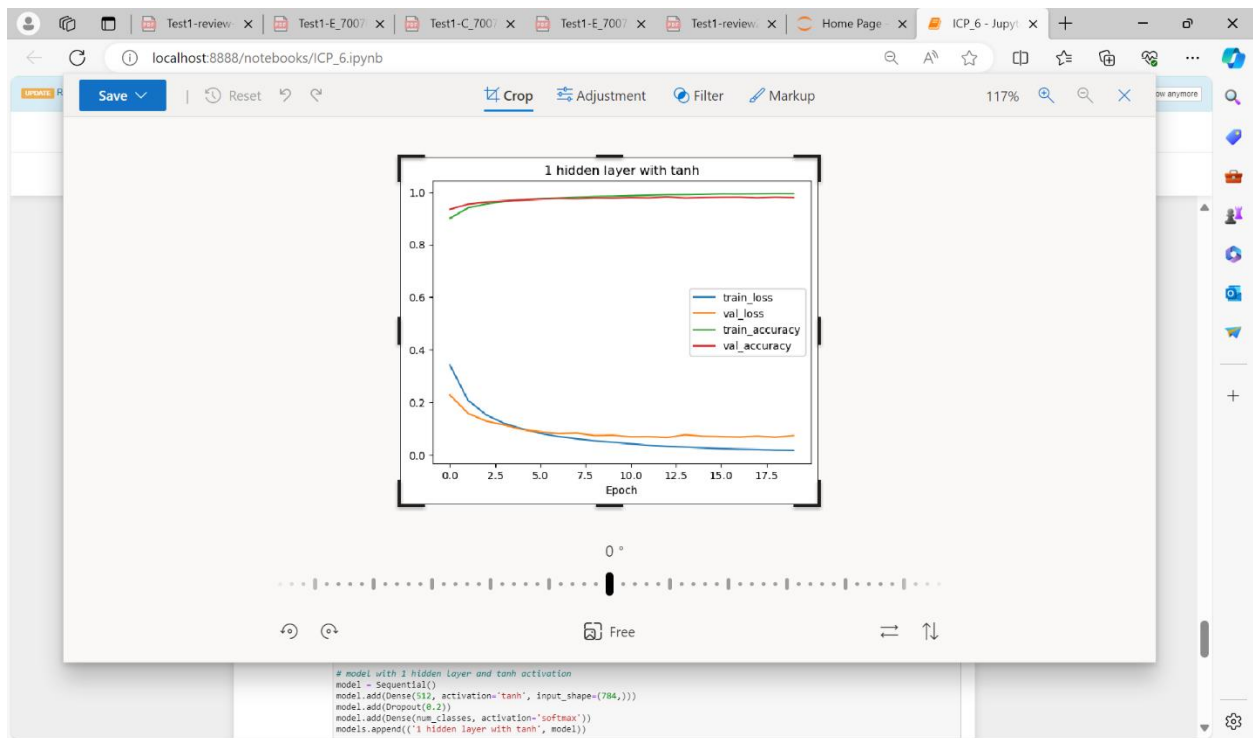 Test1-review-
Test1-E_7007
Test1-C_7007
Test1-E_7007
Test1-review
Home Page -
ICP_6 - Jupyt
localhost:8888/notebooks/ICP_6.ipynb
UPDATE R
Save
Reset
Crop
Adjustment
Filter
Markup
117%
ow anymore
1 hidden layer with tanh
1.0
0.8
0.6
0.4
0.2
0.0
train_loss
val_loss
train_accuracy
val_accuracy
0.0 2.5 5.0 7.5 10.0 12.5 15.0 17.5
Epoch
0 °
Free
# model with 1 hidden layer and tanh activation
model = Sequential()
model.add(Dense(512, activation='tanh', input_shape=(784,)))
model.add(Dropout(0.2))
model.add(Dense(num_classes, activation='softmax'))
models.append(('1 hidden layer with tanh', model))